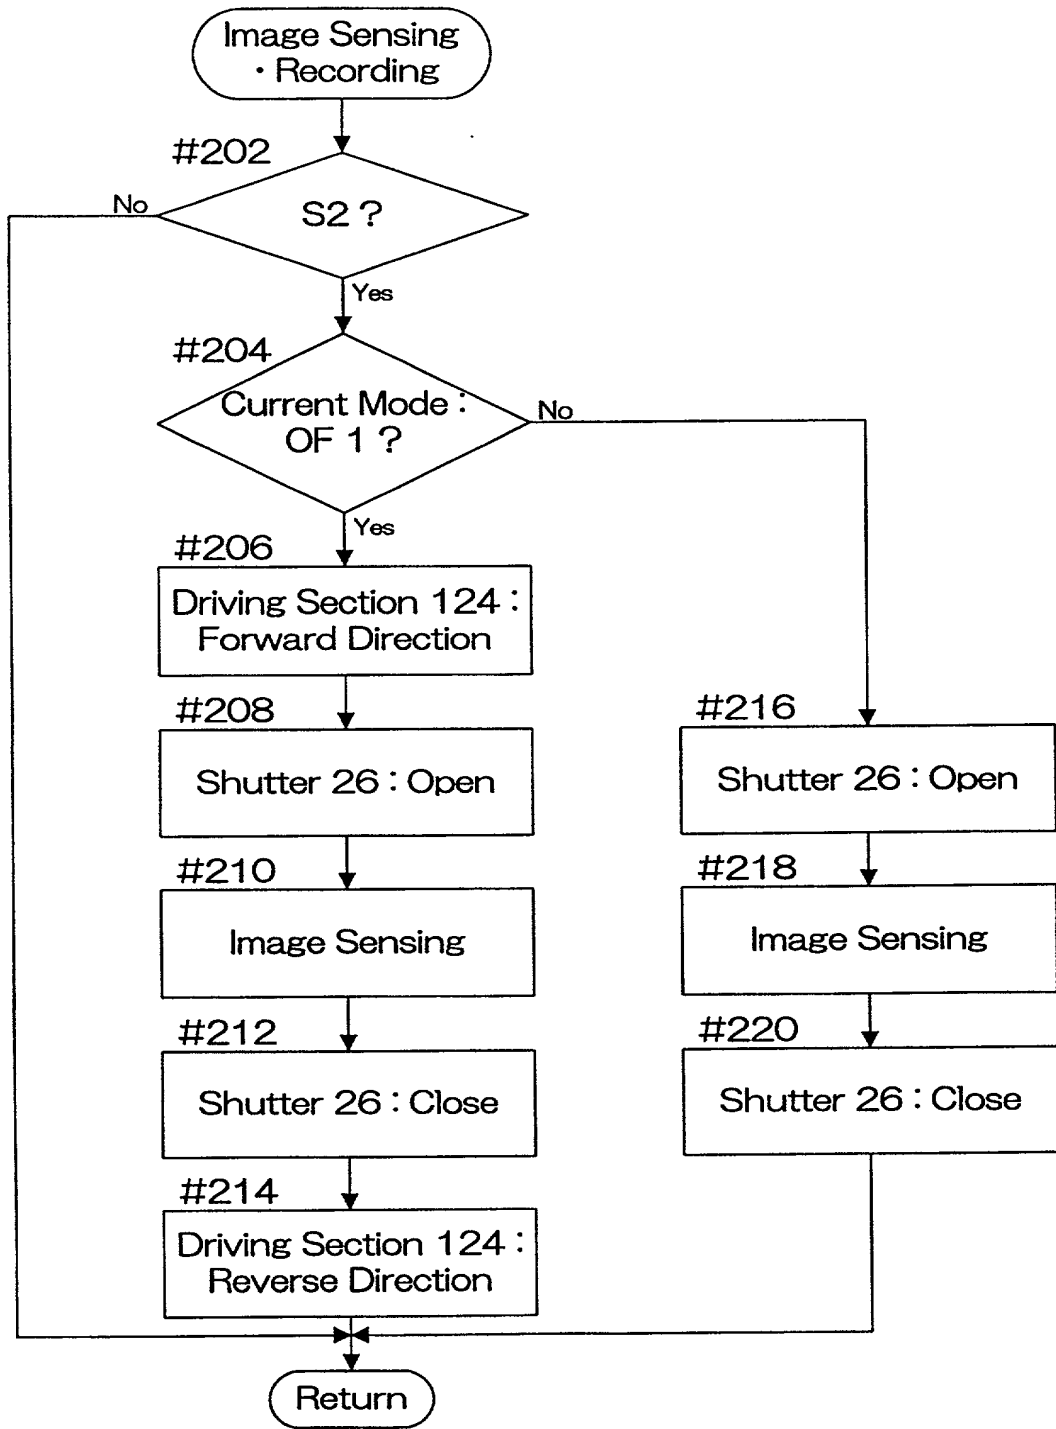 Image Sensing
・Recording
#202
No
S2 ?
Yes
#204
Current Mode :
OF 1 ?
No
Yes
#206
Driving Section 124 :
Forward Direction
#208
Shutter 26 : Open
#210
Image Sensing
#212
Shutter 26 : Close
#214
Driving Section 124 :
Reverse Direction
#216
Shutter 26 : Open
#218
Image Sensing
#220
Shutter 26 : Close
Return